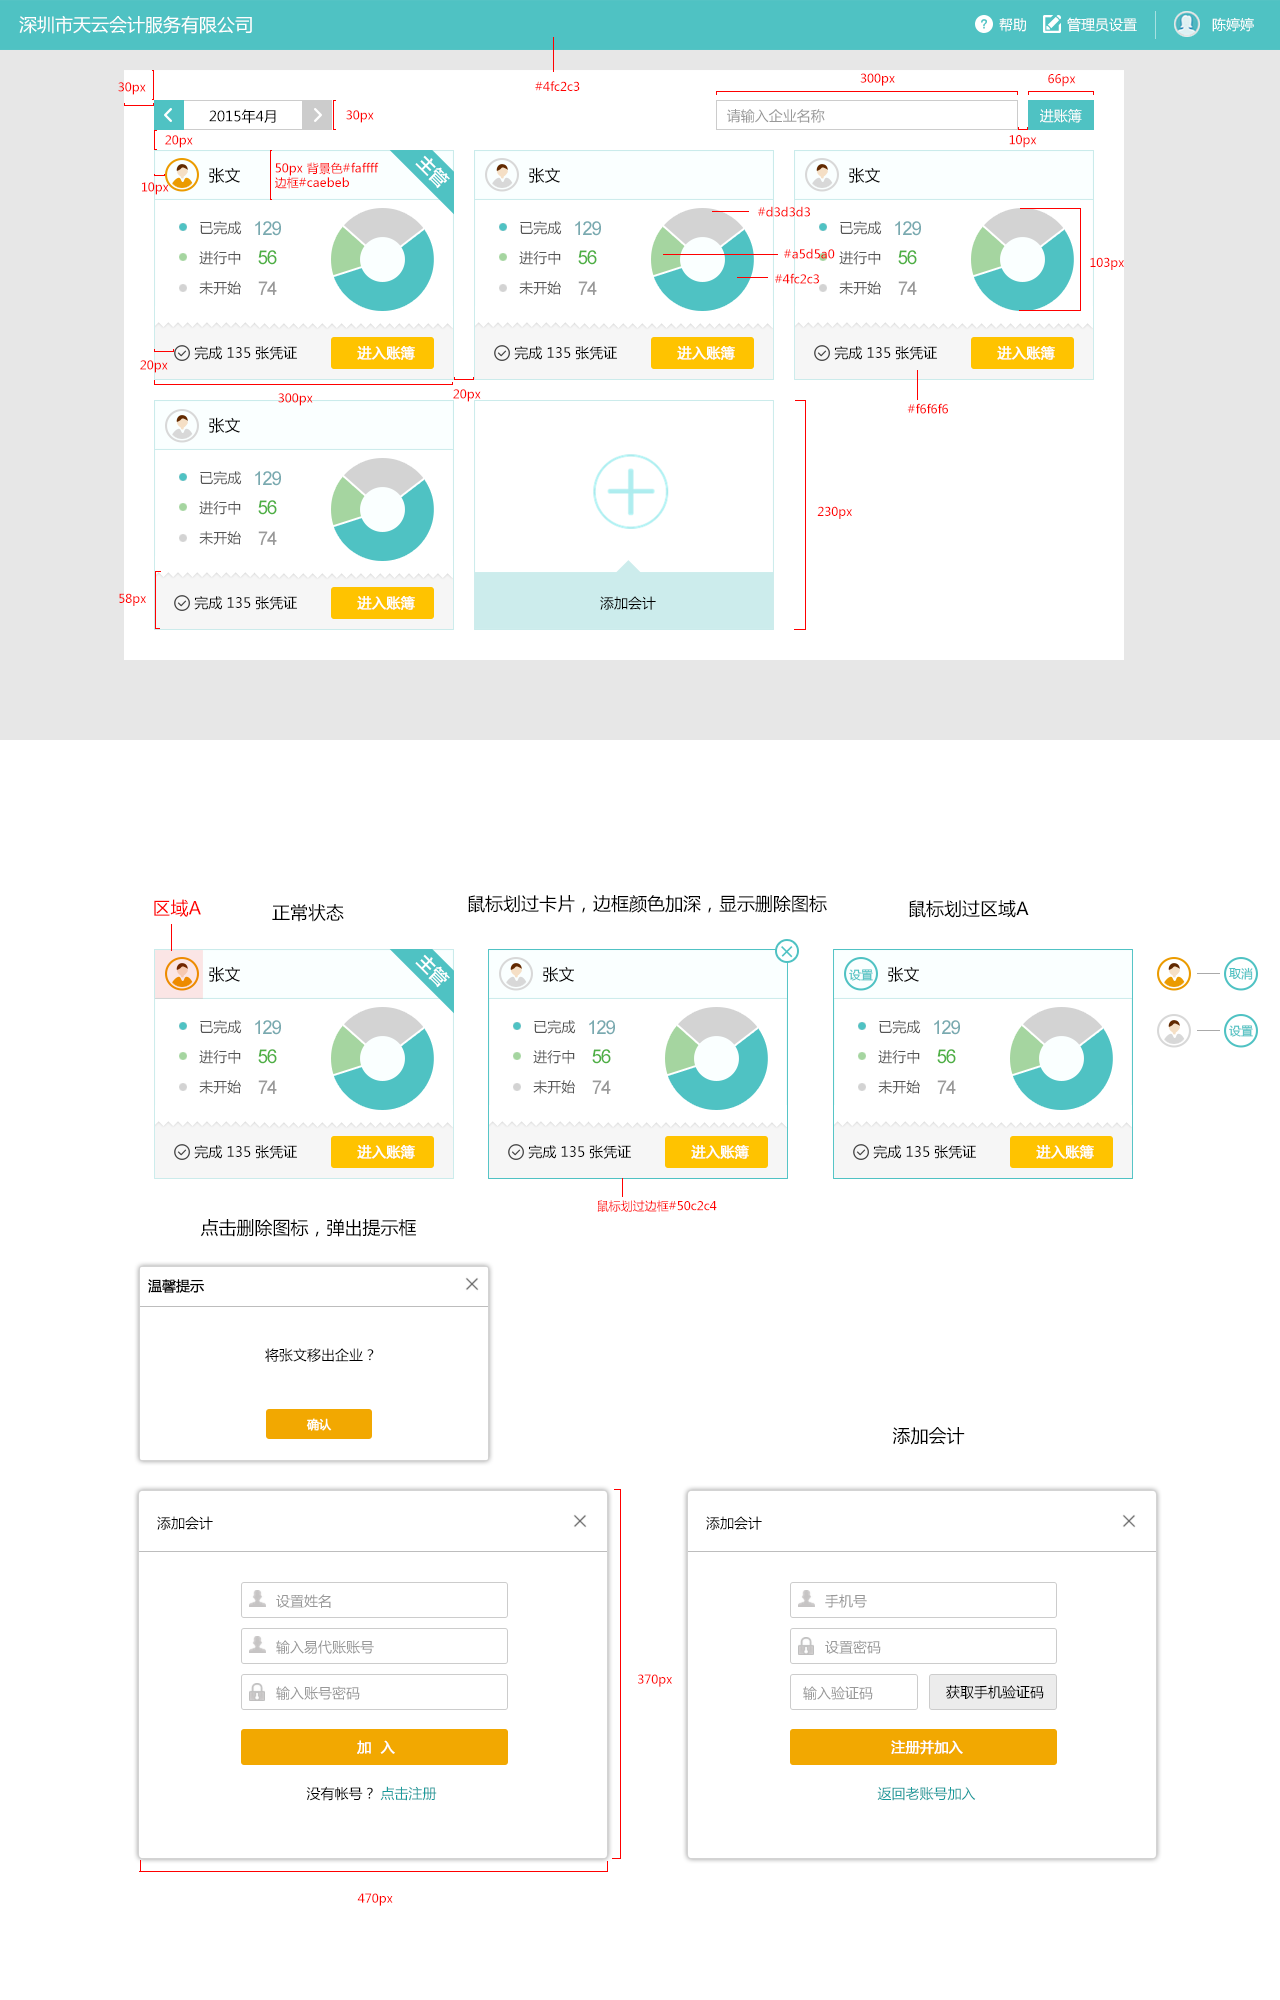 深圳市天云会计服务有限公司
帮助
管理员设置
陈婷婷
#4fc2c3
30px
300px
66px
2015年4月
30px
请输入企业名称
进账簿
20px
10px
张文
50px 背景色#faffff
边框#caebeb
主管
10px
张文
张文
已完成 129
进行中 56
未开始 74
已完成 129
进行中 56
未开始 74
#d3d3d3
#a5d5a0
#4fc2c3
已完成 129
进行中 56
未开始 74
103px
完成 135 张凭证
进入账簿
完成 135 张凭证
进入账簿
完成 135 张凭证
进入账簿
20px
300px
20px
#f6f6f6
张文
已完成 129
进行中 56
未开始 74
230px
58px
完成 135 张凭证
进入账簿
添加会计
区域A
正常状态
鼠标划过卡片，边框颜色加深，显示删除图标
鼠标划过区域A
张文
主管
张文
设置
张文
取消
设置
已完成 129
进行中 56
未开始 74
已完成 129
进行中 56
未开始 74
已完成 129
进行中 56
未开始 74
完成 135 张凭证
进入账簿
完成 135 张凭证
进入账簿
完成 135 张凭证
进入账簿
鼠标划过边框#50c2c4
点击删除图标，弹出提示框
温馨提示
将张文移出企业？
确认
添加会计
添加会计
设置姓名
输入易代账账号
输入账号密码
加 入
没有帐号？ 点击注册
370px
470px
添加会计
手机号
设置密码
输入验证码
获取手机验证码
注册并加入
返回老账号加入